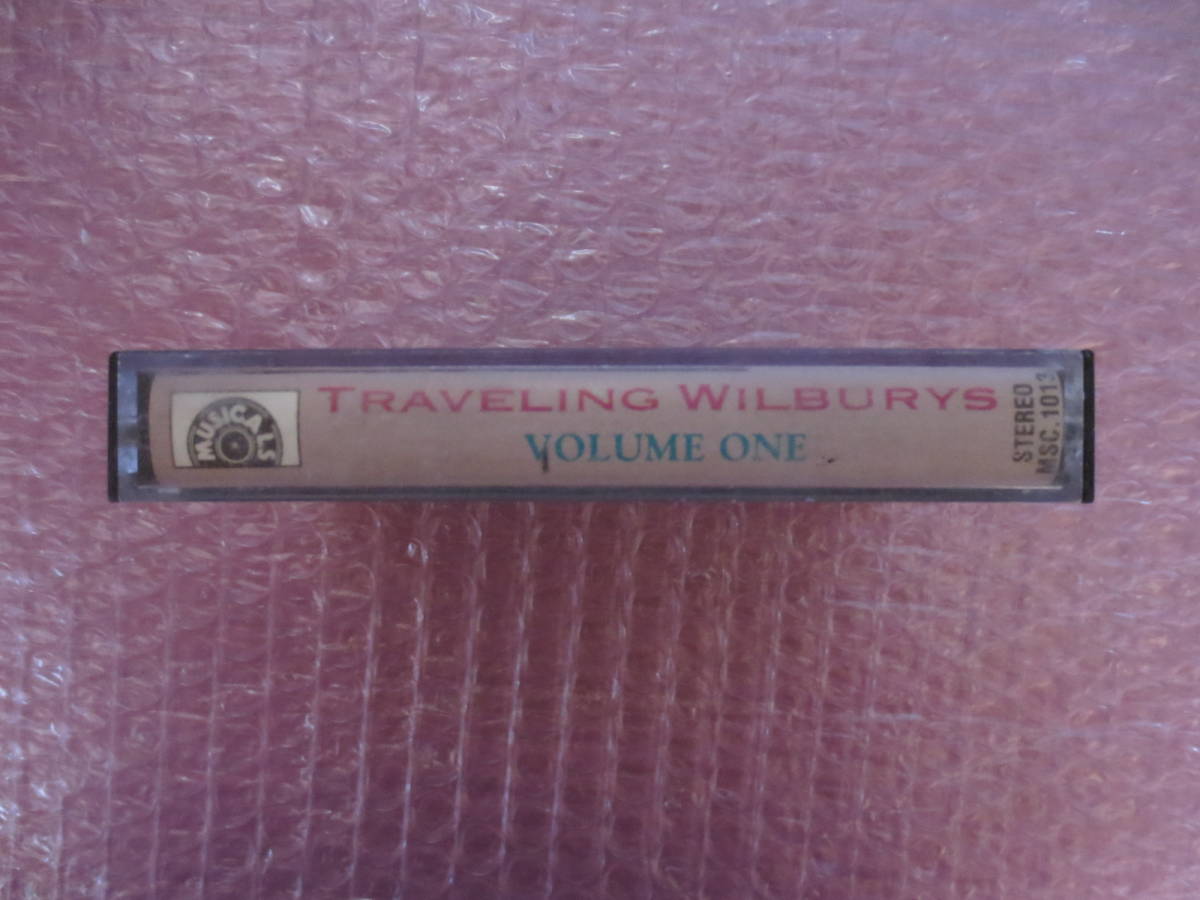 MUSICALS
TRAVELING WILBURYS
VOLUME ONE
STEREO
MSC.1013